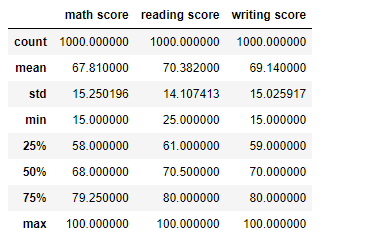 math score reading score writing score
count 1000.000000 1000.000000 1000.000000
mean 67.810000 70.382000 69.140000
std 15.250196 14.107413 15.025917
min 15.000000 25.000000 15.000000
25% 58.000000 61.000000 59.000000
50% 68.000000 70.500000 70.000000
75% 79.250000 80.000000 80.000000
max 100.000000 100.000000 100.000000